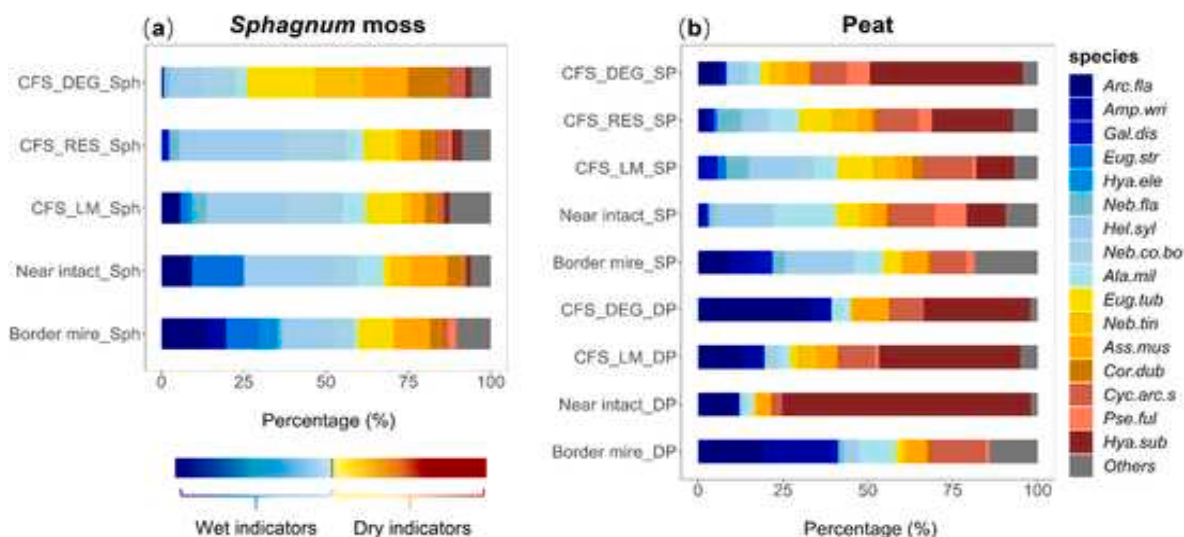 (a) Sphagnum moss
CFS_DEG_Sph
CFS_RES_Sph
CFS_LM_Sph
Near intact_Sph
Border mire_Sph
0 25 50 75 100
Percentage (%)
Wet indicators Dry indicators
(b) Peat
CFS_DEG_SP
CFS_RES_SP
CFS_LM_SP
Near intact_SP
Border mire_SP
CFS_DEG_DP
CFS_LM_DP
Near intact_DP
Border mire_DP
0 25 50 75 100
Percentage (%)
species
Arc.fla
Amp.wri
Gal.dis
Eug.str
Hya.ele
Neb.fla
Hel.syl
Neb.co.bo
Ala.mil
Eug.tub
Neb.tin
Ass.mus
Cor.dub
Cyc.arc.s
Pse.ful
Hya.sub
Others